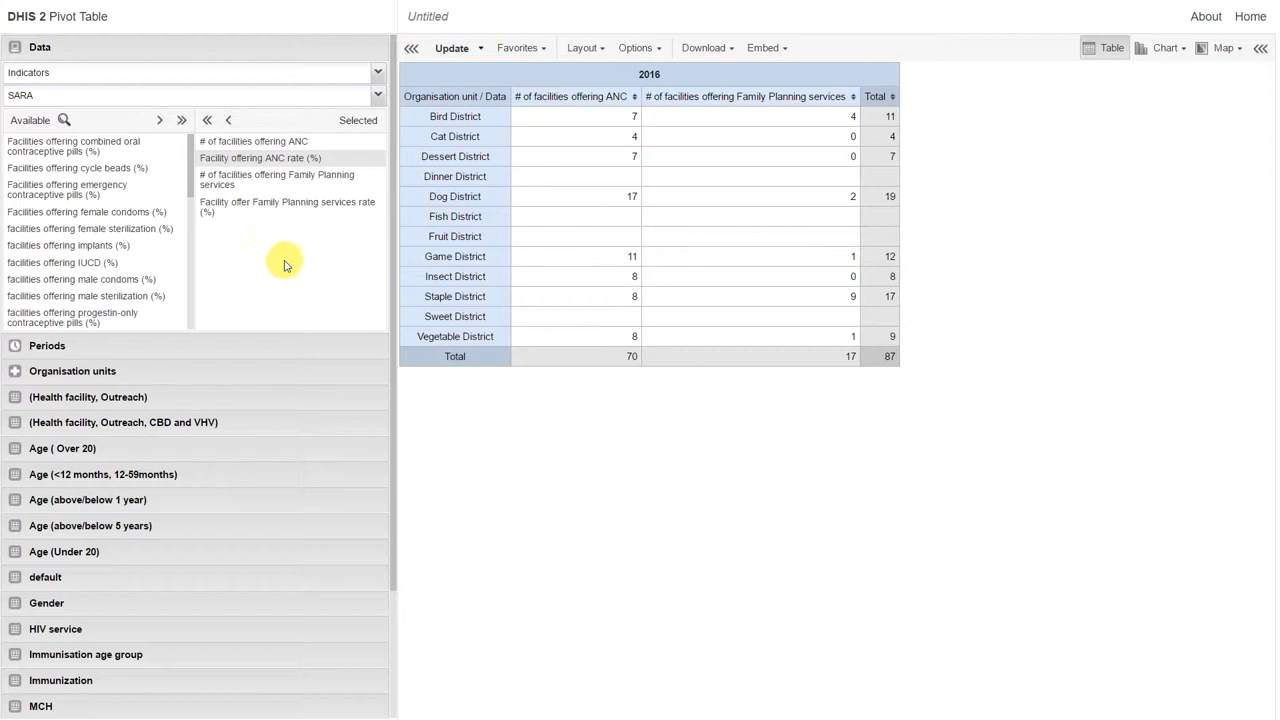 DHIS 2 Pivot Table
Untitled
About Home
Data
Update Favorites Layout Options Download Embed Table Chart Map
Indicators
SARA
Available Selected
Facilities offering combined oral
contraceptive pills (%)
Facilities offering cycle beads (%)
Facilities offering emergency
contraceptive pills (%)
Facilities offering female condoms (%)
facilities offering female sterilization (%)
facilities offering implants (%)
facilities offering IUCD (%)
facilities offering male condoms (%)
facilities offering male sterilization (%)
facilities offering progestin-only
contraceptive pills (%)
# of facilities offering ANC
Facility offering ANC rate (%)
# of facilities offering Family Planning
services
Facility offer Family Planning services rate
(%)
Periods
Organisation units
(Health facility, Outreach)
(Health facility, Outreach, CBD and VHV)
Age ( Over 20)
Age (<12 months, 12-59months)
Age (above/below 1 year)
Age (above/below 5 years)
Age (Under 20)
default
Gender
HIV service
Immunisation age group
Immunization
MCH
2016
Organisation unit / Data # of facilities offering ANC # of facilities offering Family Planning services Total
Bird District 7 4 11
Cat District 4 0 4
Dessert District 7 0 7
Dinner District
Dog District 17 2 19
Fish District
Fruit District
Game District 11 1 12
Insect District 8 0 8
Staple District 8 9 17
Sweet District
Vegetable District 8 1 9
Total 70 17 87